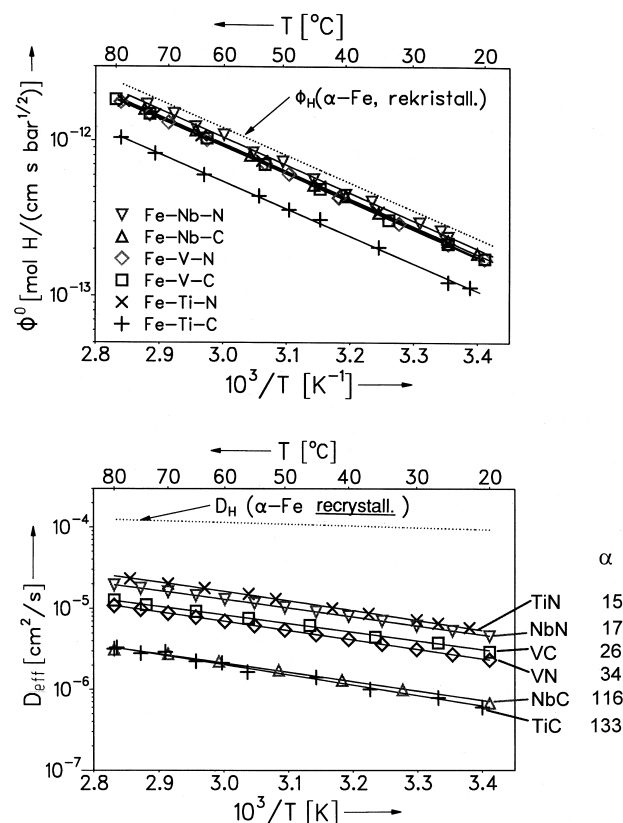 T [°C]
80 70 60 50 40 30 20
Φ⁰ [mol H/(cm s bar^1/2)]
ϕH(α–Fe, rekristall.)
10⁻¹²
10⁻¹³
Fe–Nb–N
Fe–Nb–C
Fe–V–N
Fe–V–C
Fe–Ti–N
Fe–Ti–C
2.8 2.9 3.0 3.1 3.2 3.3 3.4
10³/T [K⁻¹]
T [°C]
80 70 60 50 40 30 20
Deff [cm²/s]
DH (α–Fe recrystall.)
10⁻⁴
10⁻⁵
10⁻⁶
10⁻⁷
α
TiN 15
NbN 17
VC 26
VN 34
NbC 116
TiC 133
2.8 2.9 3.0 3.1 3.2 3.3 3.4
10³/T [K]